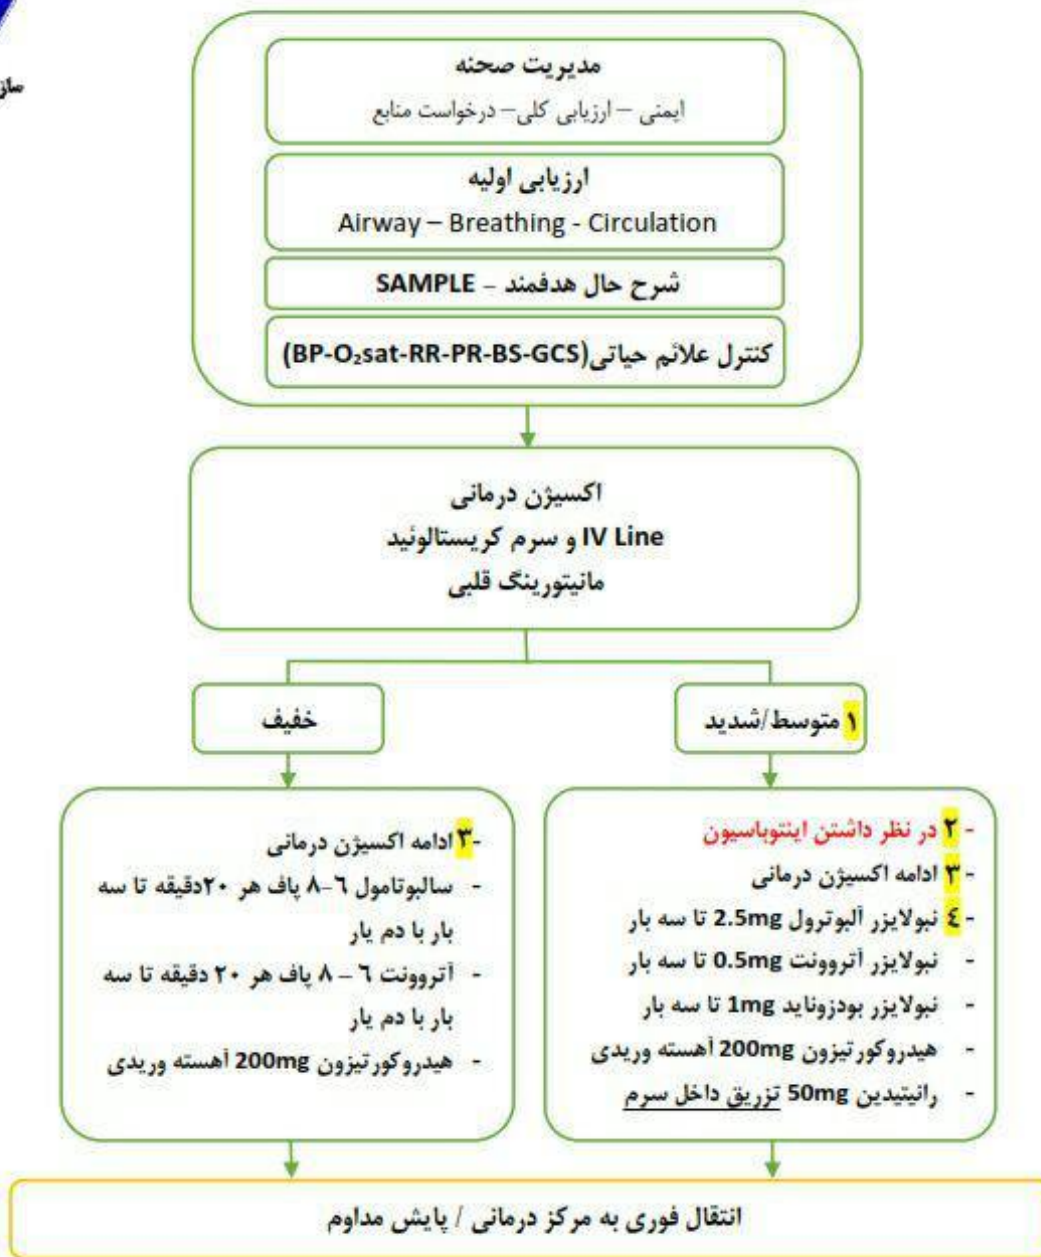 ساز
مدیریت صحنه
ایمنی – ارزیابی کلی – درخواست منابع
ارزیابی اولیه
Airway – Breathing - Circulation
شرح حال هدفمند – SAMPLE
کنترل علائم حیاتی(BP-O₂sat-RR-PR-BS-GCS)
اکسیژن درمانی
IV Line و سرم کریستالوئید
مانیتورینگ قلبی
۱ متوسط/شدید
- ۲ در نظر داشتن اینتوباسیون
- ۳ ادامه اکسیژن درمانی
- ٤ نبولایزر آلبوترول 2.5mg تا سه بار
- نبولایزر آتروونت 0.5mg تا سه بار
- نبولایزر بودزوناید 1mg تا سه بار
- هیدروکورتیزون 200mg آهسته وریدی
- رانیتیدین 50mg تزریق داخل سرم
خفیف
-۳ ادامه اکسیژن درمانی
- سالبوتامول ٦–۸ پاف هر ۲۰دقیقه تا سه
بار با دم یار
- آتروونت ٦ – ۸ پاف هر ۲۰ دقیقه تا سه
بار با دم یار
- هیدروکورتیزون 200mg آهسته وریدی
انتقال فوری به مرکز درمانی / پایش مداوم